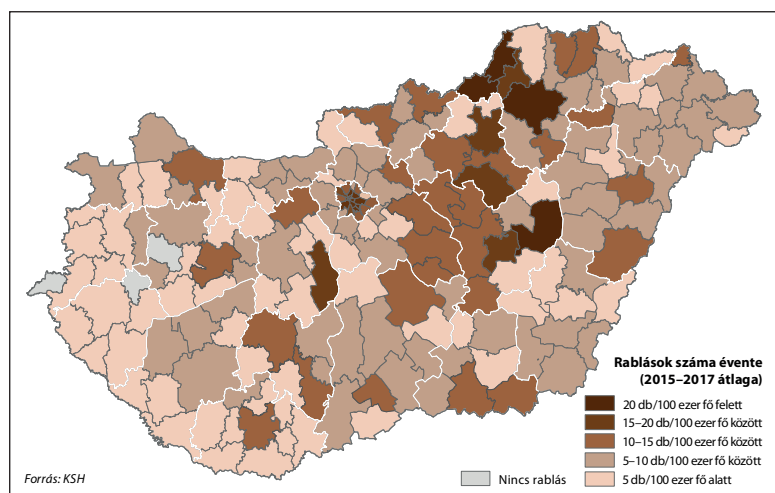 Rablások száma évente
(2015–2017 átlaga)
20 db/100 ezer fő felett
15–20 db/100 ezer fő között
10–15 db/100 ezer fő között
5–10 db/100 ezer fő között
5 db/100 ezer fő alatt
Nincs rablás
Forrás: KSH